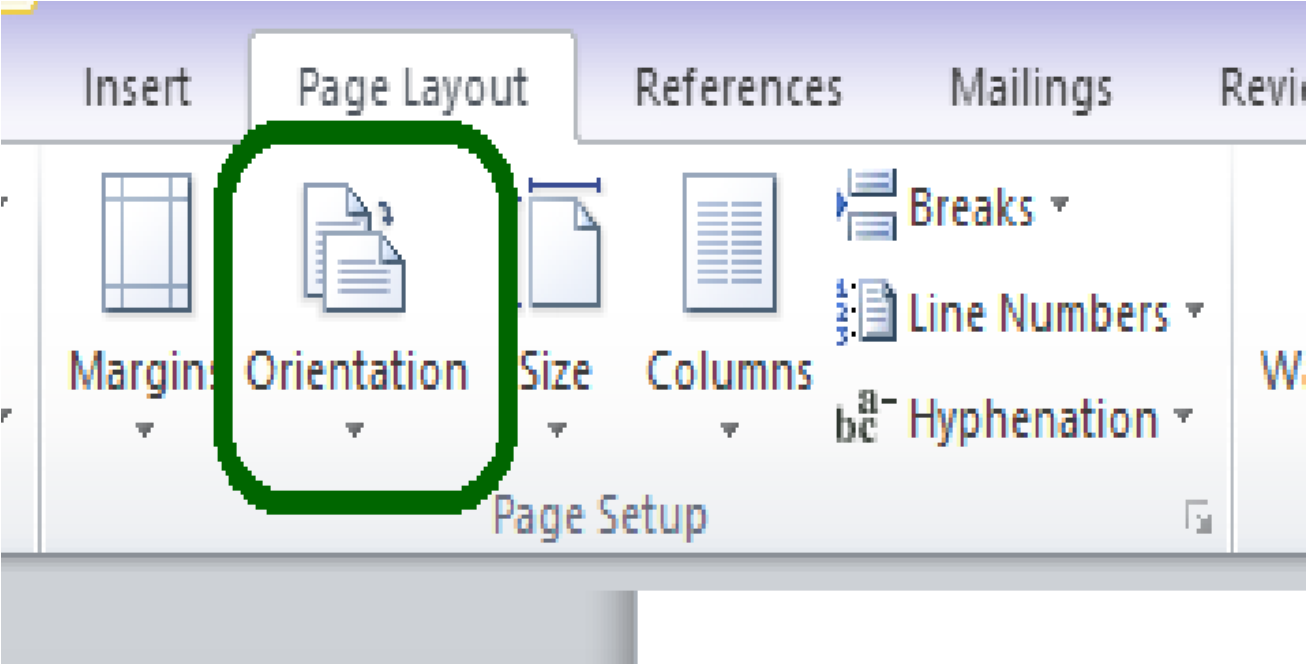 Insert Page Layout References Mailings
Breaks
Line Numbers
Margins Orientation Size Columns
Hyphenation
Page Setup